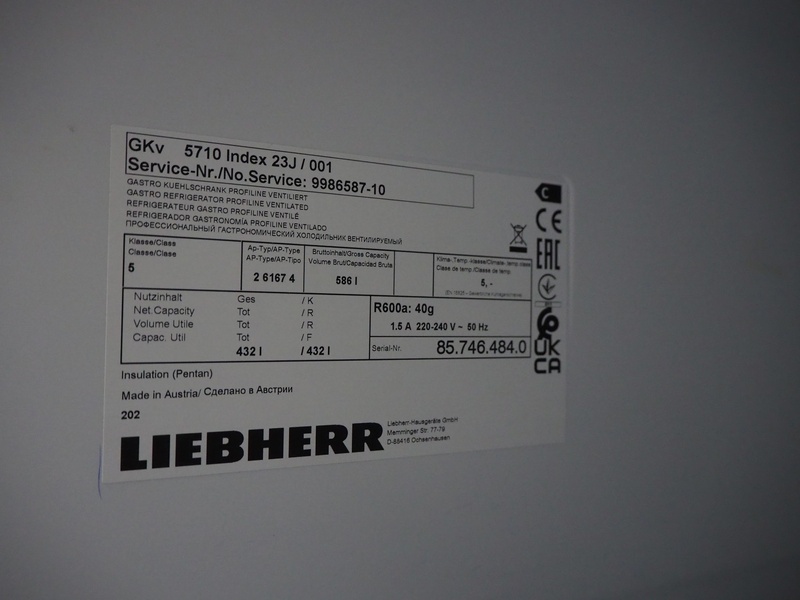 GKv 5710 Index 23J / 001
Service-Nr./No.Service: 9986587-10
GASTRO KUEHLSCHRANK PROFILINE VENTILIERT
GASTRO REFRIGERATOR PROFILINE VENTILATED
REFRIGERATEUR GASTRO PROFILINE VENTILÉ
REFRIGERADOR GASTRONOMÍA PROFILINE VENTILADO
ПРОФЕССИОНАЛЬНЫЙ ГАСТРОНОМИЧЕСКИЙ ХОЛОДИЛЬНИК ВЕНТИЛИРУЕМЫЙ
C
CE
EAC
Klasse/Class
Classe/Clase
5
Ap-Typ/AP-Type
AP-Type/AP-Tipo
2 6167 4
Bruttoinhalt/Gross Capacity
Volume Brut/Capacidad Bruta
586 l
Klima-Temp.-klasse/Climate-temp.class
Classe de temp./Classe de temp
5, -
Nutzinhalt Ges / K
Net.Capacity Tot / R
Volume Utile Tot / R
Capac. Util Tot / F
432 l / 432 l
R600a: 40g
1.5 A 220-240 V ~ 50 Hz
Serial-Nr. 85.746.484.0
UK
CA
Insulation (Pentan)
Made in Austria/ Сделано в Австрии
202
LIEBHERR
Liebherr-Hausgeräte GmbH
Memminger Str. 77-79
D-88416 Ochsenhausen